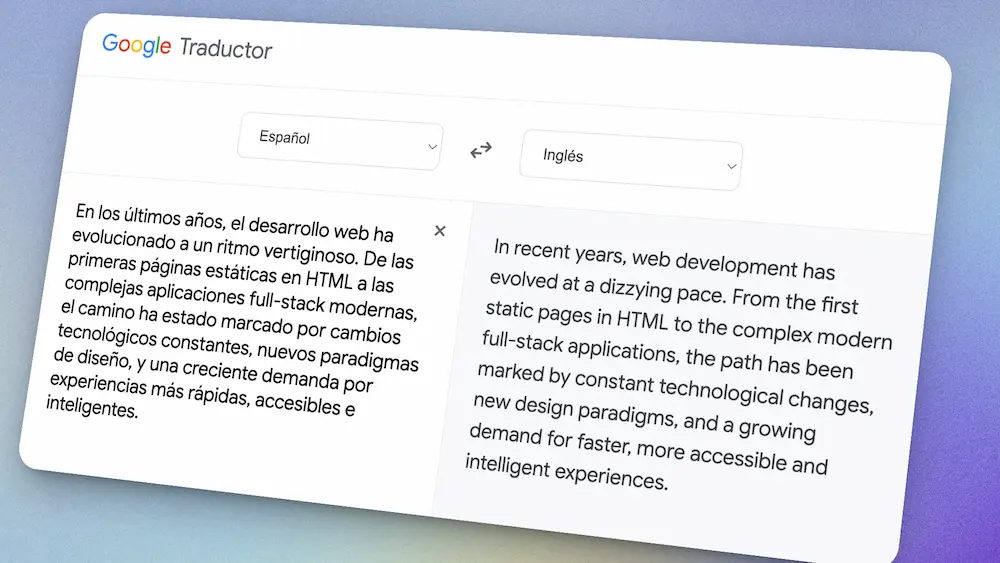 Google Traductor
Español
Inglés
En los últimos años, el desarrollo web ha
evolucionado a un ritmo vertiginoso. De las
primeras páginas estáticas en HTML a las
complejas aplicaciones full-stack modernas,
el camino ha estado marcado por cambios
tecnológicos constantes, nuevos paradigmas
de diseño, y una creciente demanda por
experiencias más rápidas, accesibles e
inteligentes.
In recent years, web development has
evolved at a dizzying pace. From the first
static pages in HTML to the complex modern
full-stack applications, the path has been
marked by constant technological changes,
new design paradigms, and a growing
demand for faster, more accessible and
intelligent experiences.